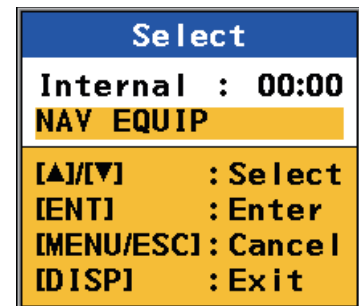 Select
Internal : 00:00
NAV EQUIP
[▲]/[▼] : Select
[ENT] : Enter
[MENU/ESC] : Cancel
[DISP] : Exit